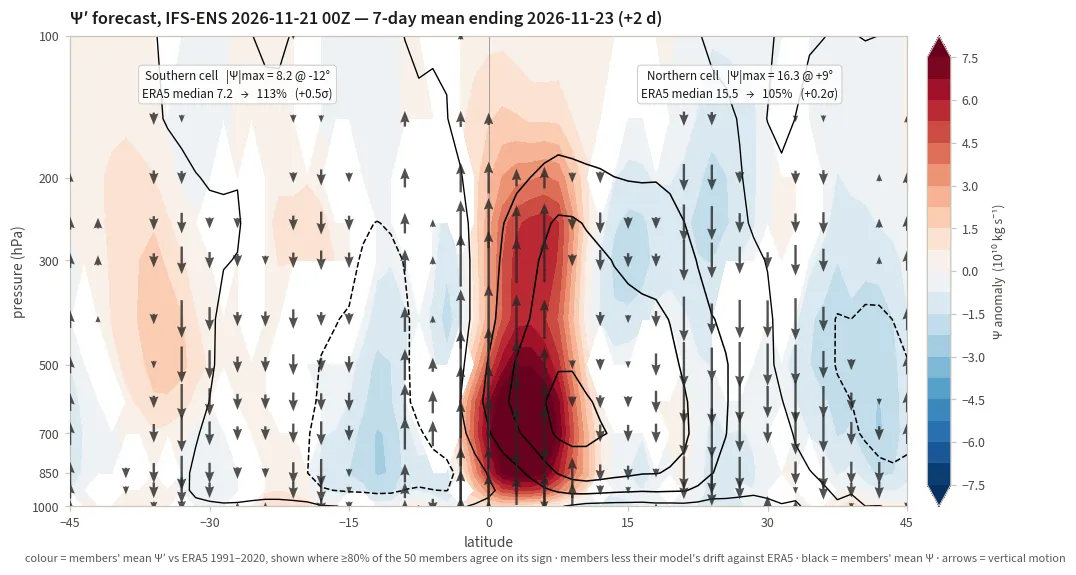 Ψ′ forecast, IFS-ENS 2026-11-21 00Z — 7-day mean ending 2026-11-23 (+2 d)
Southern cell |Ψ|max = 8.2 @ -12°
ERA5 median 7.2 → 113% (+0.5σ)
Northern cell |Ψ|max = 16.3 @ +9°
ERA5 median 15.5 → 105% (+0.2σ)
pressure (hPa)
100
200
300
400
500
700
850
1000
−45
−30
−15
0
15
30
45
latitude
7.5
6.0
4.5
3.0
1.5
0.0
−1.5
−3.0
−4.5
−6.0
−7.5
Ψ anomaly (10¹⁰ kg s⁻¹)
colour = members' mean Ψ′ vs ERA5 1991–2020, shown where ≥80% of the 50 members agree on its sign · members less their model's drift against ERA5 · black = members' mean Ψ · arrows = vertical motion